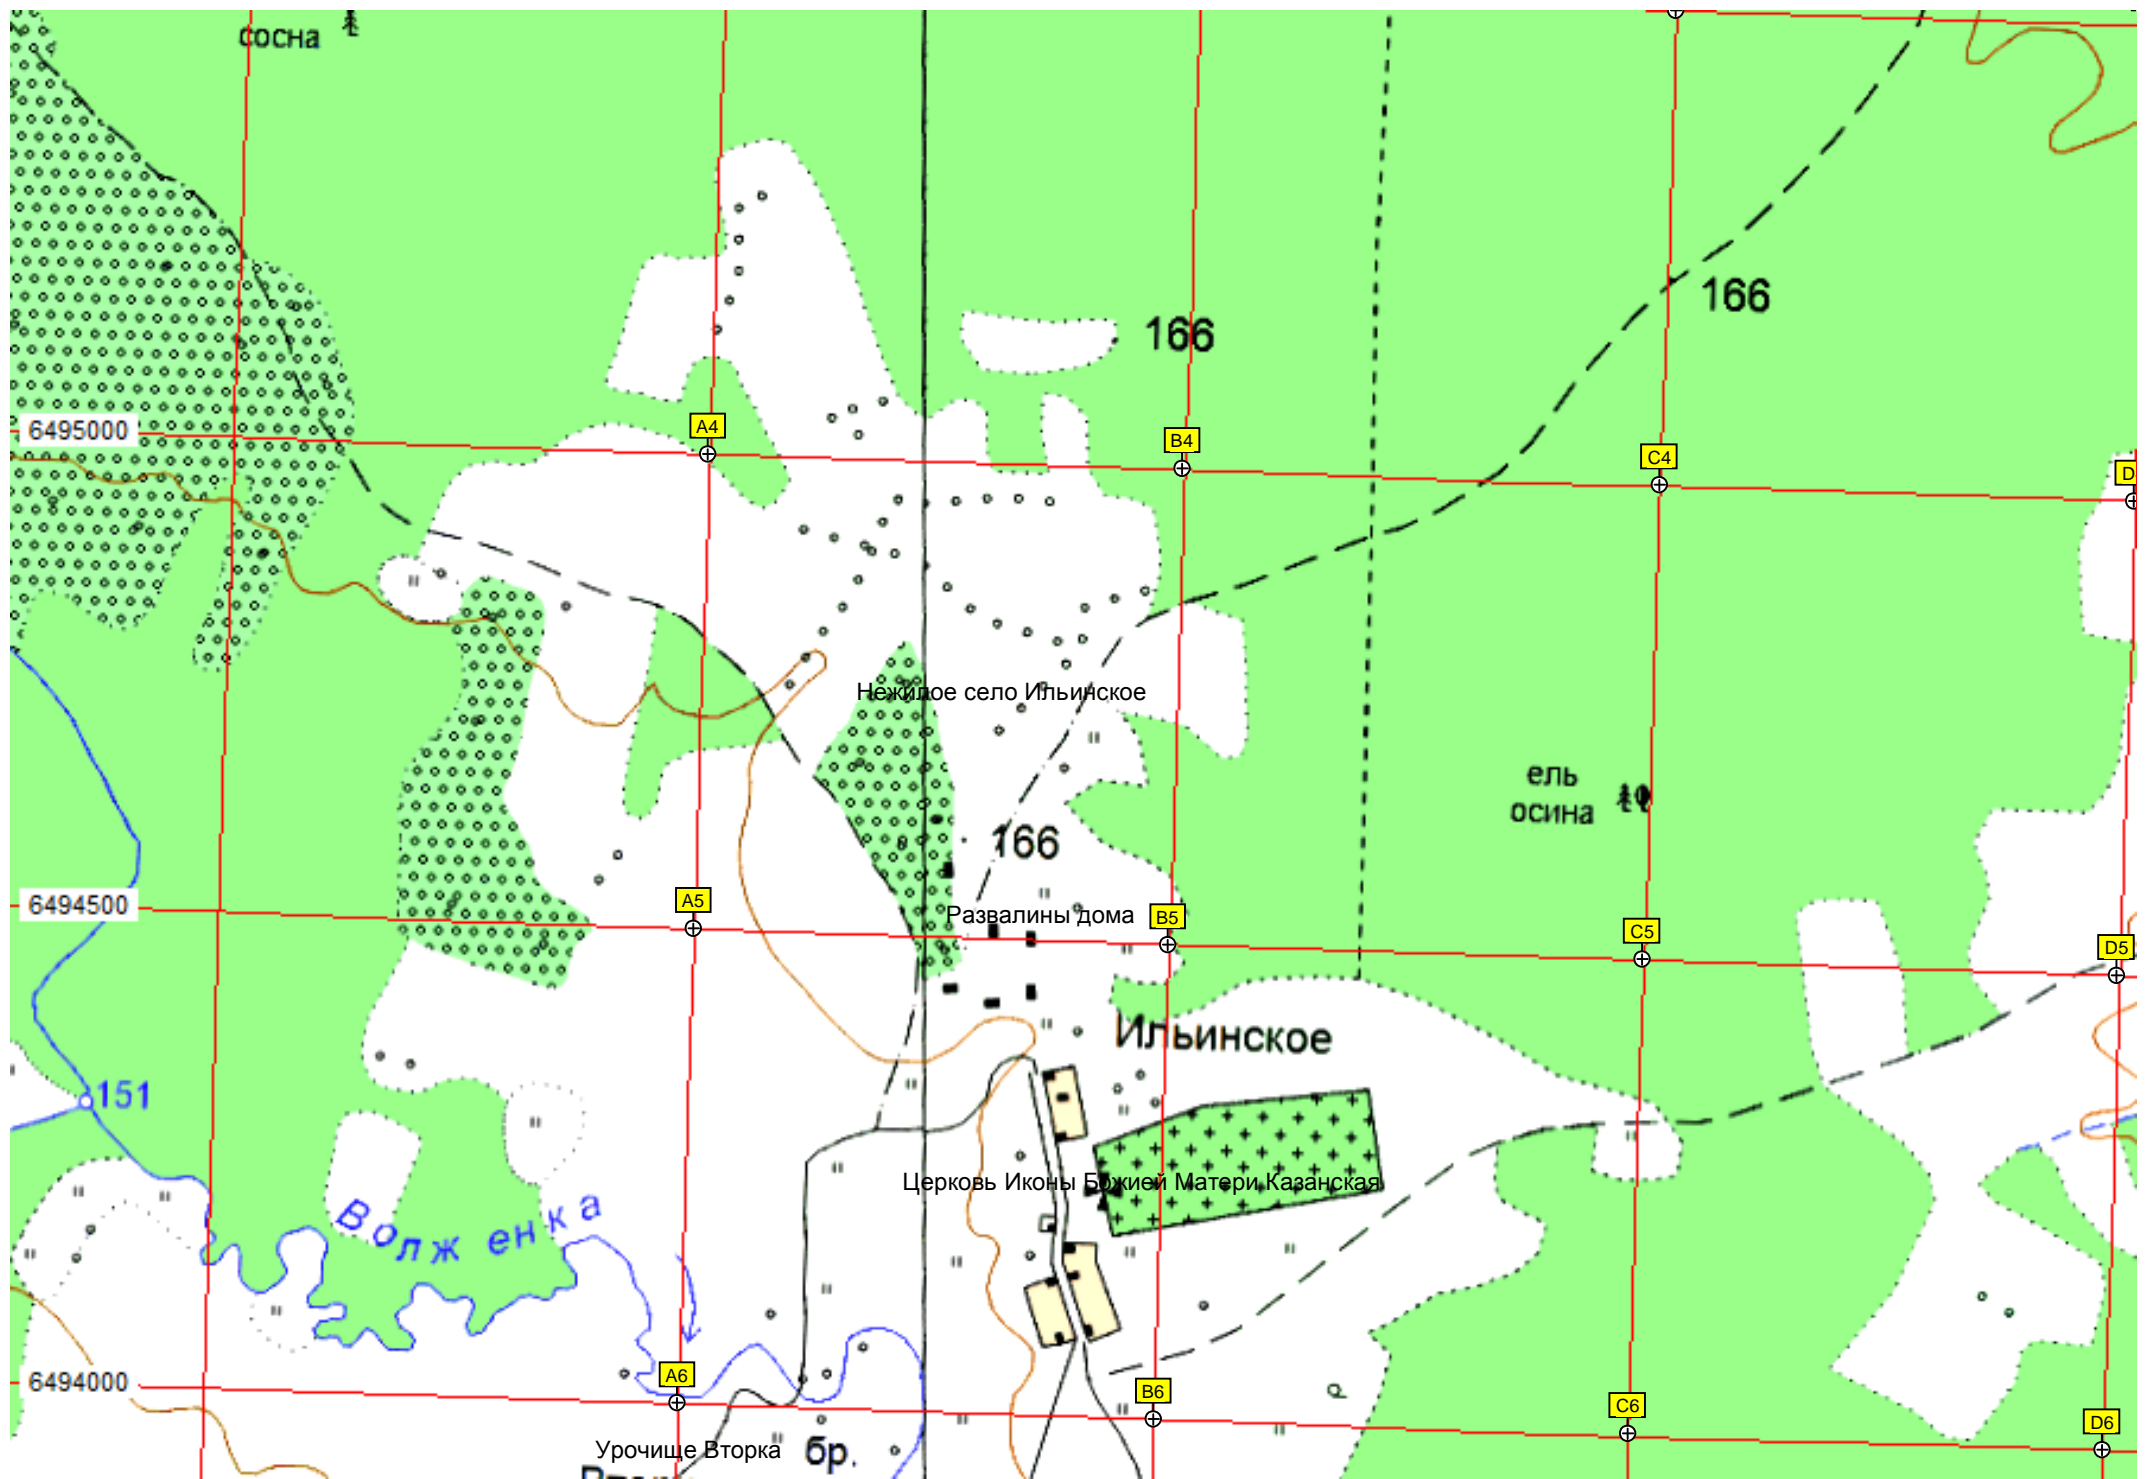 сосна
166
166
6495000
A4
B4
C4
D
Нежилое село Ильинское
ель
осина
166
6494500
A5
Развалины дома
B5
C5
D5
Ильинское
151
Церковь Иконы Божией Матери Казанская
Волженка
6494000
A6
B6
C6
D6
Урочище Вторка
бр.